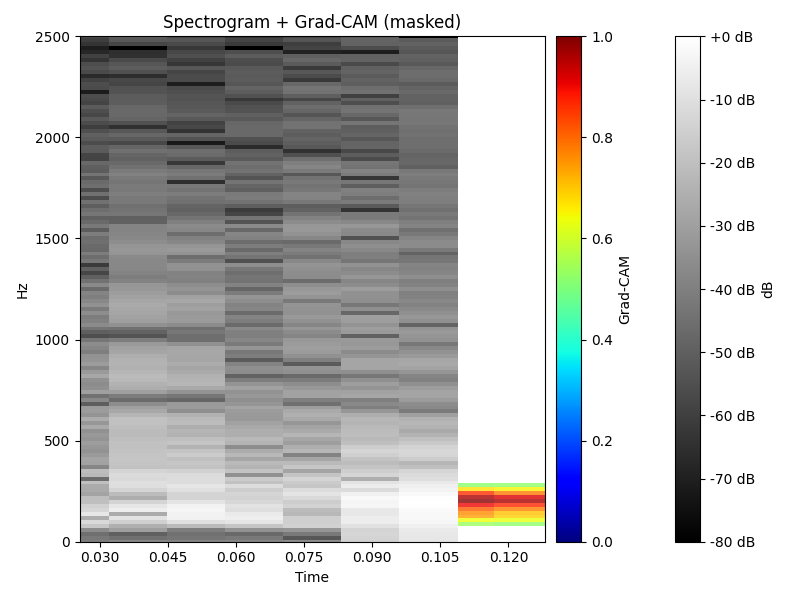 Spectrogram + Grad-CAM (masked)
2500
2000
1500
1000
500
0
Hz
0.030 0.045 0.060 0.075 0.090 0.105 0.120
Time
1.0
0.8
0.6
0.4
0.2
0.0
Grad-CAM
+0 dB
-10 dB
-20 dB
-30 dB
-40 dB
-50 dB
-60 dB
-70 dB
-80 dB
dB